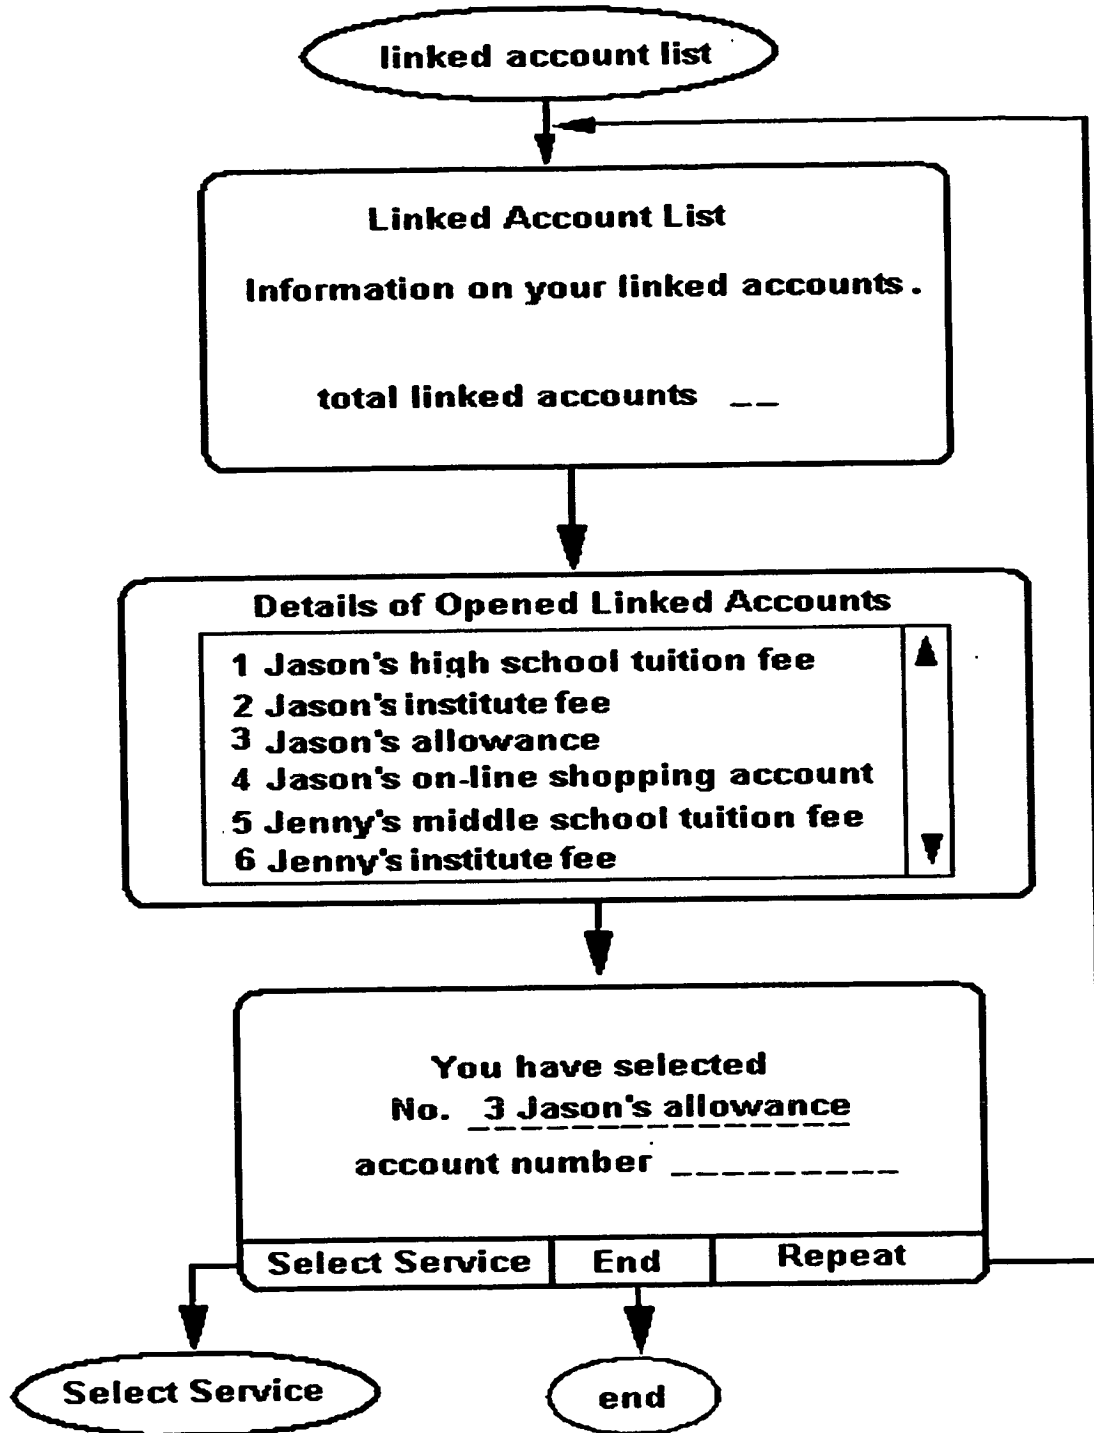 linked account list
Linked Account List
Information on your linked accounts.
total linked accounts __
Details of Opened Linked Accounts
1 Jason's high school tuition fee
2 Jason's institute fee
3 Jason's allowance
4 Jason's on-line shopping account
5 Jenny's middle school tuition fee
6 Jenny's institute fee
You have selected
No. 3 Jason's allowance
account number _________
Select Service End Repeat
Select Service
end